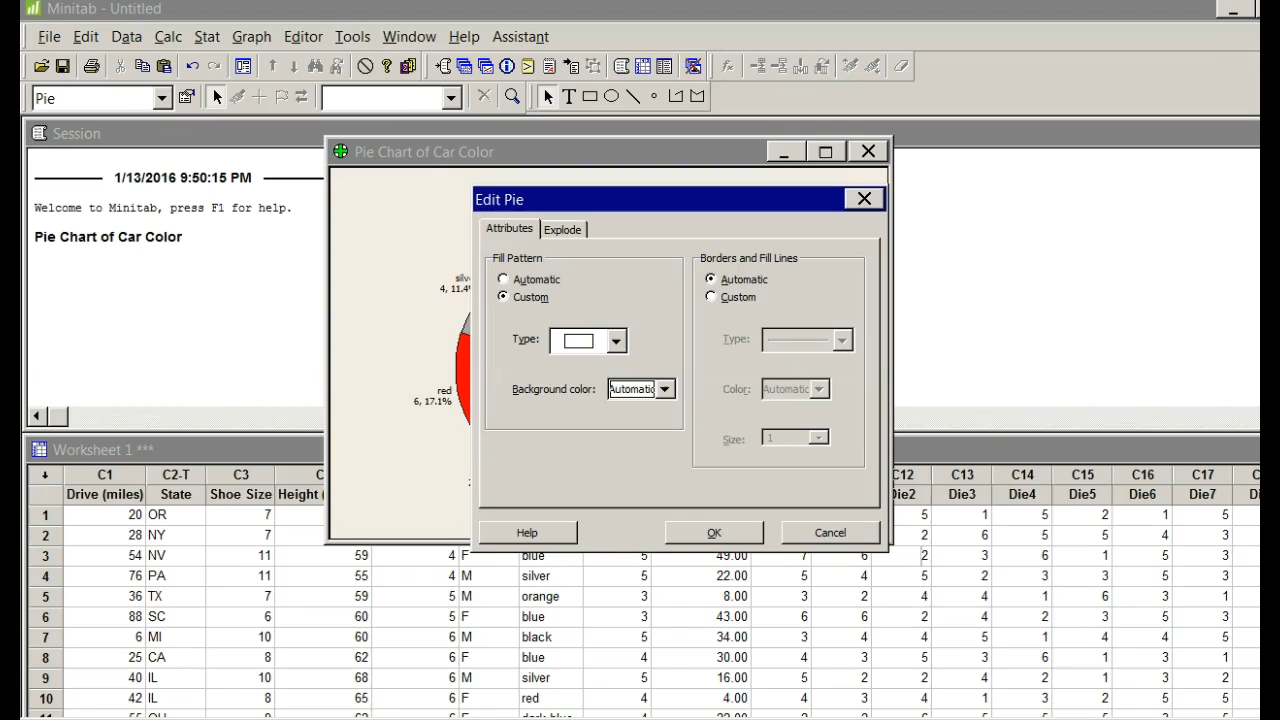 Minitab - Untitled
File Edit Data Calc Stat Graph Editor Tools Window Help Assistant
Pie
Session
1/13/2016 9:50:15 PM
Welcome to Minitab, press F1 for help.
Pie Chart of Car Color
Pie Chart of Car Color
4, 11.4%
red
6, 17.1%
Edit Pie
Attributes Explode
Fill Pattern
Automatic
Custom
Type:
Background color: Automatic
Borders and Fill Lines
Automatic
Custom
Type:
Color: Automatic
Size: 1
Help OK Cancel
Worksheet 1 ***
C1 C2-T C3 C12 C13 C14 C15 C16 C17
Drive (miles) State Shoe Size Height Die2 Die3 Die4 Die5 Die6 Die7
1 20 OR 7 5 1 5 2 1 5
2 28 NY 7 2 6 5 5 4 3
3 54 NV 11 59 4 F blue 5 49.00 7 6 2 3 6 1 5 3
4 76 PA 11 55 4 M silver 5 22.00 5 4 5 2 3 3 5 3
5 36 TX 7 59 5 M orange 3 8.00 3 2 4 4 1 6 3 1
6 88 SC 6 60 5 F blue 3 43.00 6 6 2 4 2 3 5 3
7 6 MI 10 60 6 M black 5 34.00 3 4 4 5 1 4 4 5
8 25 CA 8 62 6 F blue 4 30.00 4 3 5 3 6 1 3 1
9 40 IL 10 68 6 M silver 5 16.00 5 2 2 4 2 1 3 2
10 42 IL 8 65 6 F red 4 4.00 4 3 4 1 3 2 5 5